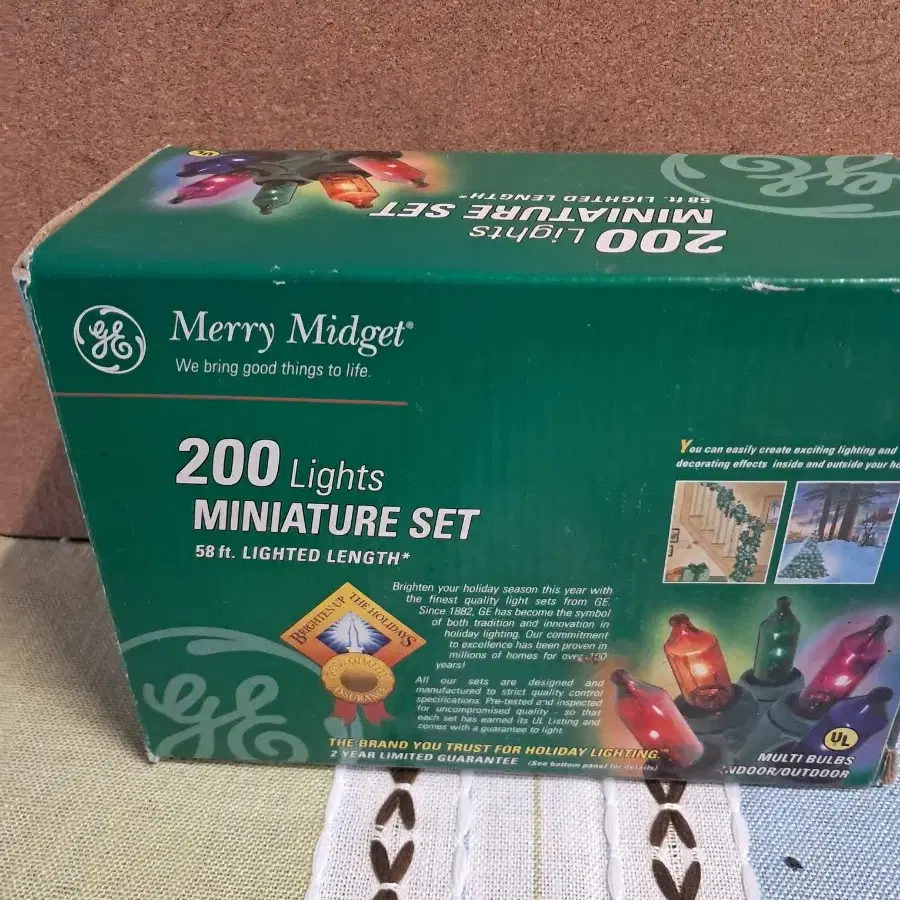 UL
58 ft. LIGHTED LENGTH*
MINIATURE SET
200 Lights
GE
GE
Merry Midget®
We bring good things to life.
200 Lights
MINIATURE SET
58 ft. LIGHTED LENGTH*
You can easily create exciting lighting and
decorating effects inside and outside your
Brighten your holiday season this year with
the finest quality light sets from GE.
Since 1882, GE has become the symbol
of both tradition and innovation in
holiday lighting. Our commitment
to excellence has been proven in
millions of homes for over 100
years!
BRIGHTEN UP THE HOLIDAYS
QUALITY
ASSURANCE
All our sets are designed and
manufactured to strict quality control
specifications. Pre-tested and inspected
for uncompromised quality – so that
each set has earned its UL Listing and
comes with a guarantee to light.
GE
THE BRAND YOU TRUST FOR HOLIDAY LIGHTING.™
2 YEAR LIMITED GUARANTEE (See bottom panel for details)
UL
MULTI BULBS
INDOOR/OUTDOOR